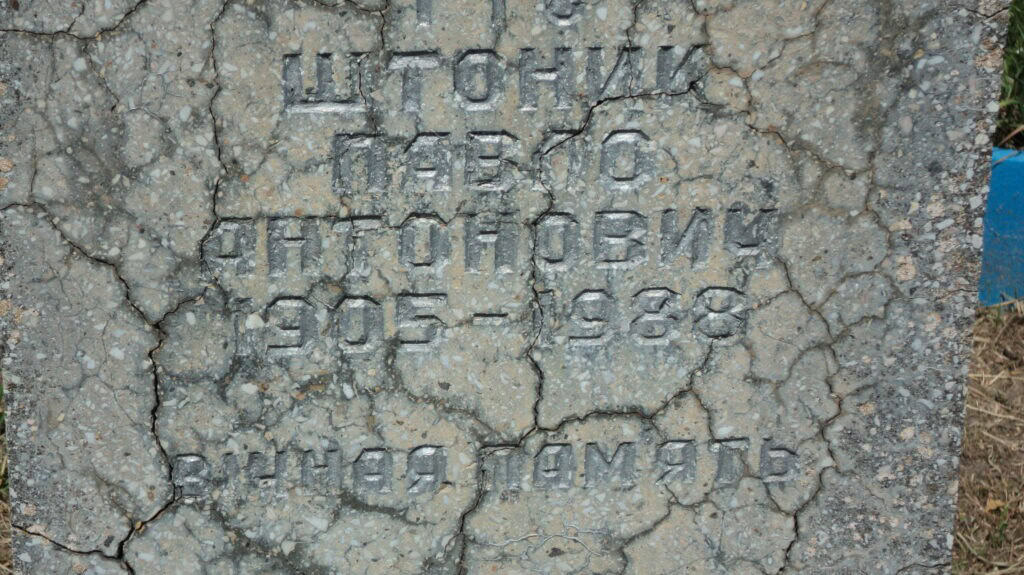 ШТОНИК
ПАВЛО
АНТОНОВИЧ
1905-1988
ВІЧНАЯ ПАМЯТЬ